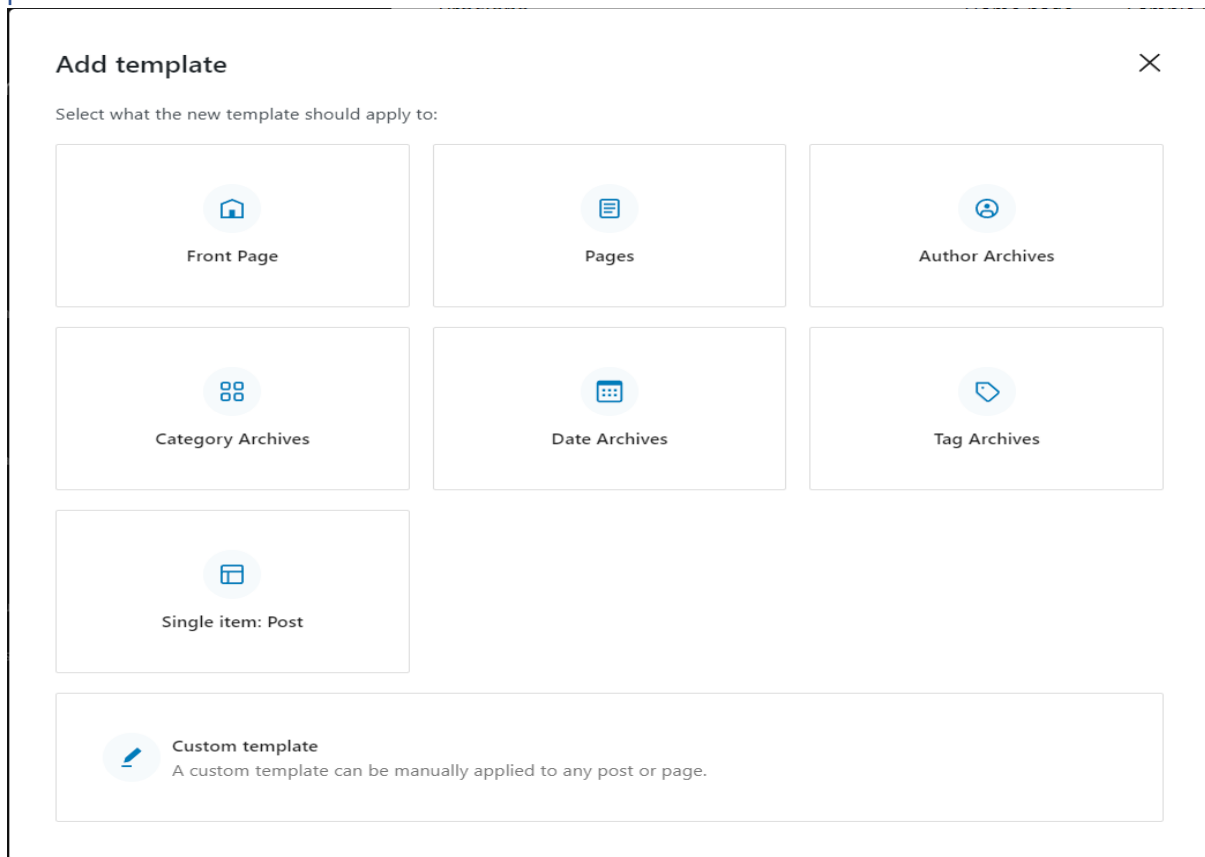 Add template
Select what the new template should apply to:
Front Page
Pages
Author Archives
Category Archives
Date Archives
Tag Archives
Single item: Post
Custom template
A custom template can be manually applied to any post or page.